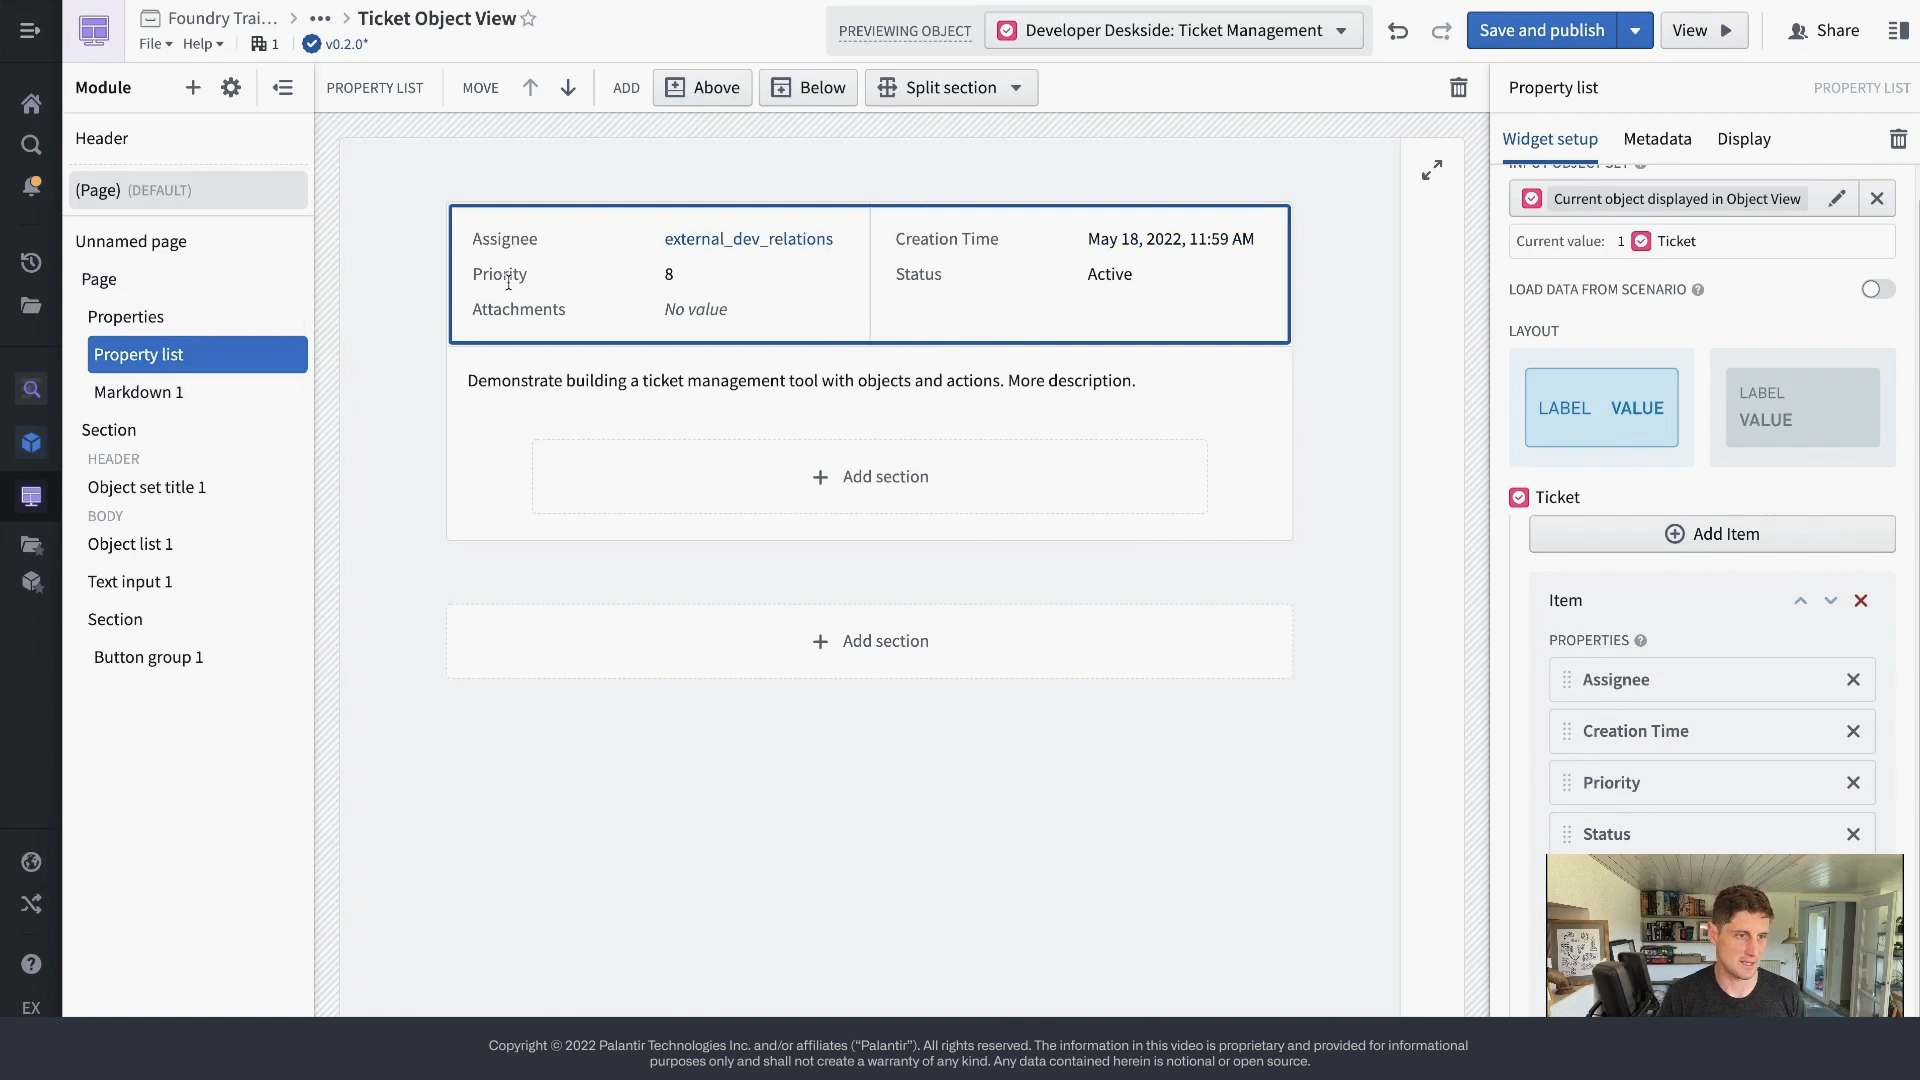 Foundry Trai... > ••• > Ticket Object View
File Help 1 v0.2.0*
PREVIEWING OBJECT Developer Deskside: Ticket Management
Save and publish View Share
Module
PROPERTY LIST MOVE ADD Above Below Split section
Property list PROPERTY LIST
Header
(Page) (DEFAULT)
Unnamed page
Page
Properties
Property list
Markdown 1
Section
HEADER
Object set title 1
BODY
Object list 1
Text input 1
Section
Button group 1
EX
Assignee external_dev_relations Creation Time May 18, 2022, 11:59 AM
Priority 8 Status Active
Attachments No value
Demonstrate building a ticket management tool with objects and actions. More description.
Add section
Add section
Widget setup Metadata Display
INPUT OBJECT SET
Current object displayed in Object View
Current value: 1 Ticket
LOAD DATA FROM SCENARIO
LAYOUT
LABEL VALUE
LABEL
VALUE
Ticket
Add Item
Item
PROPERTIES
Assignee
Creation Time
Priority
Status
Copyright © 2022 Palantir Technologies Inc. and/or affiliates (“Palantir”). All rights reserved. The information in this video is proprietary and provided for informational
purposes only and shall not create a warranty of any kind. Any data contained herein is notional or open source.